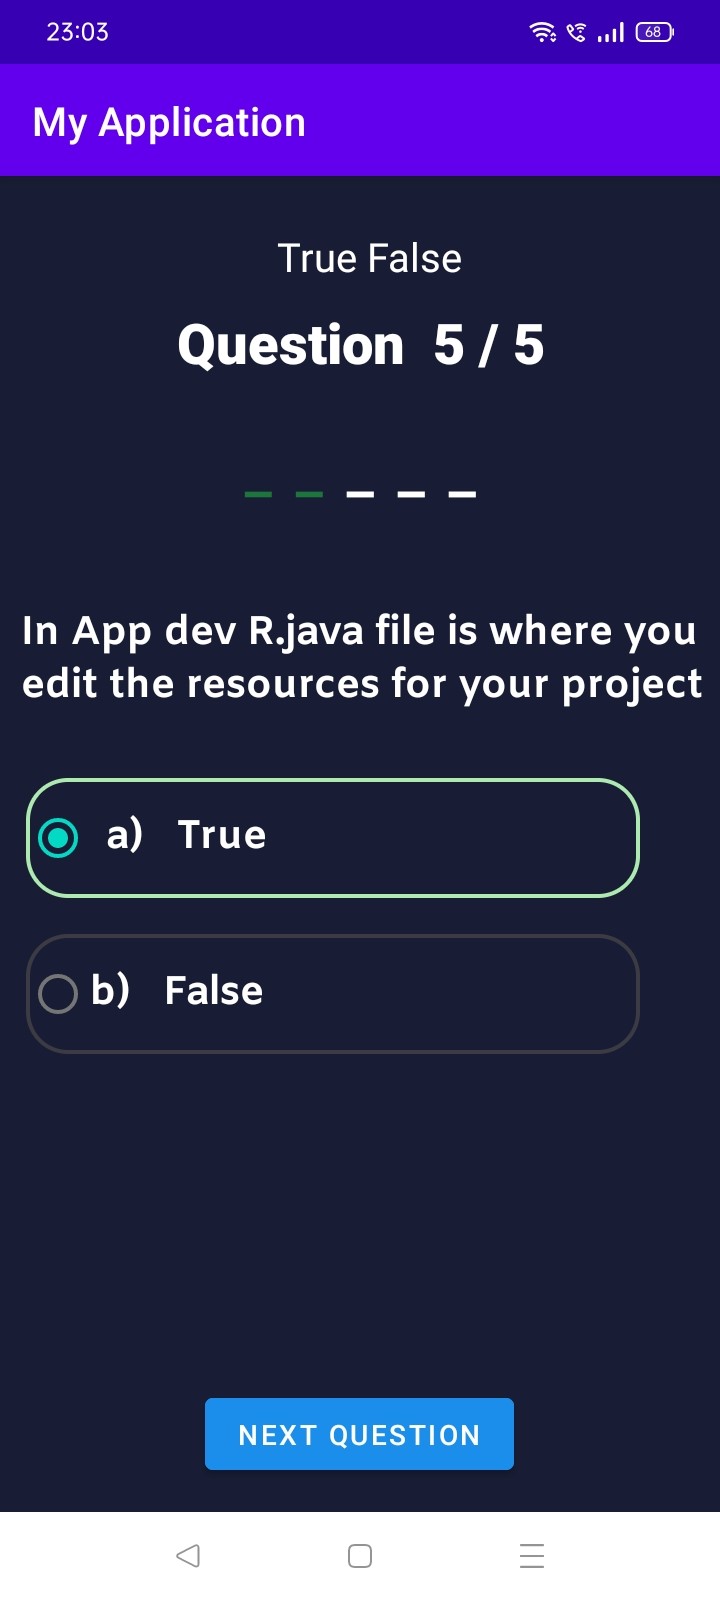 23:03
68
My Application
True False
Question 5 / 5
In App dev R.java file is where you
edit the resources for your project
a) True
b) False
NEXT QUESTION